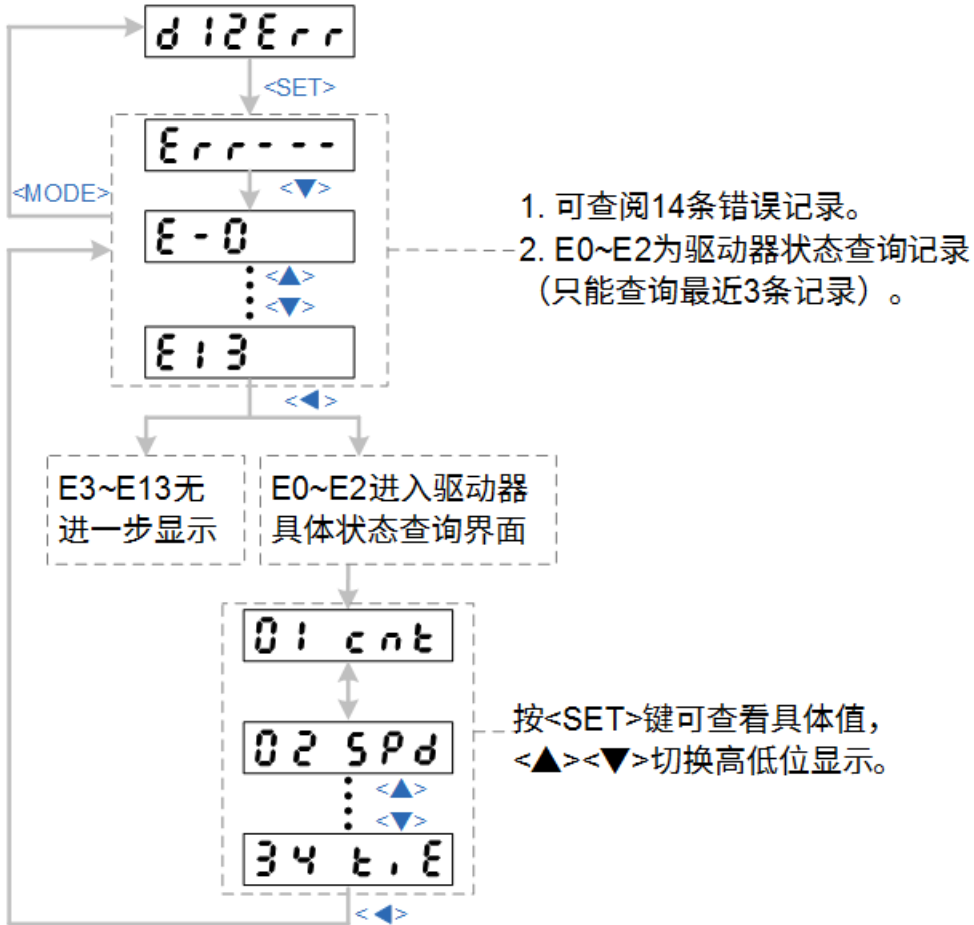 d12Err
<SET>
Err---
<▼>
<MODE>
E-0
<▲>
<▼>
E13
1. 可查阅14条错误记录。
2. E0~E2为驱动器状态查询记录
（只能查询最近3条记录）。
<◀>
E3~E13无
进一步显示
E0~E2进入驱动器
具体状态查询界面
01 cnt
02 SPd
<▲>
<▼>
34 tiE
按<SET>键可查看具体值，
<▲><▼>切换高低位显示。
<◀>